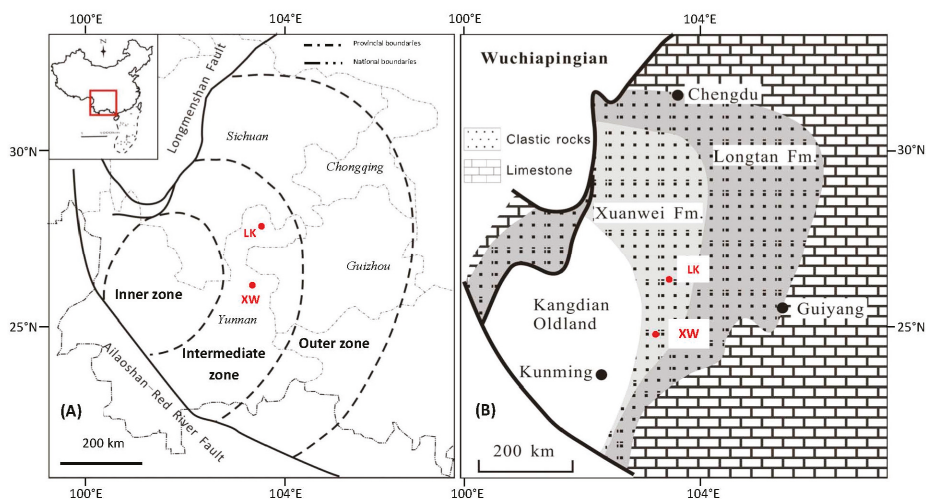 100°E
104°E
100°E
104°E
N
Longmenshan Fault
Provincial boundaries
National boundaries
Sichuan
Chongqing
30°N
LK
Guizhou
XW
Inner zone
Yunnan
Intermediate
zone
Outer zone
25°N
Ailaoshan Red River Fault
(A)
200 km
100°E
104°E
Wuchiapingian
Chengdu
Clastic rocks
Limestone
Longtan Fm.
30°N
Xuanwei Fm.
LK
Kangdian
Oldland
Guiyang
XW
25°N
Kunming
(B)
200 km
100°E
104°E